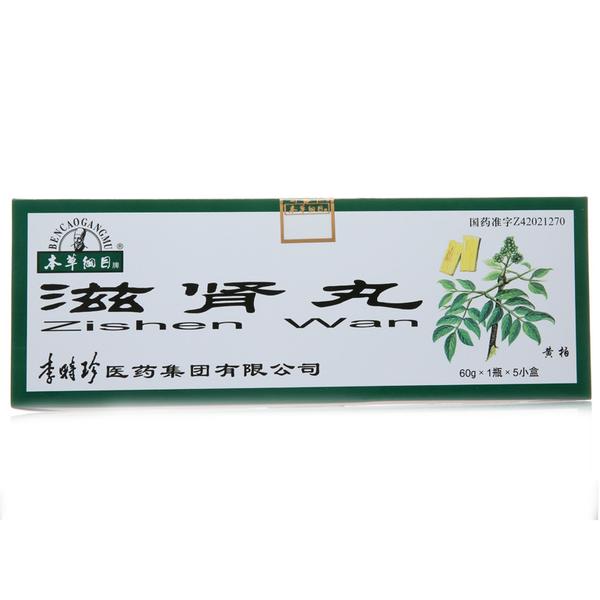 国药准字Z42021270
BENCAOGANGMU
®
本草纲目牌
滋肾丸
Zishen Wan
黄柏
李时珍医药集团有限公司
60g×1瓶×5小盒